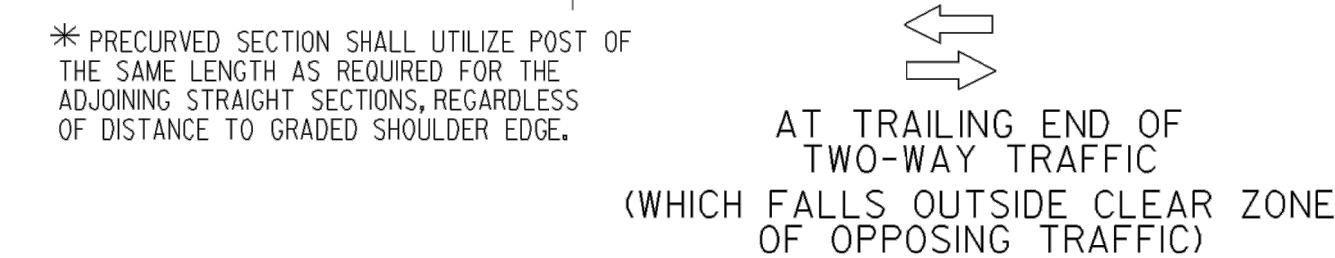 * PRECURVED SECTION SHALL UTILIZE POST OF
THE SAME LENGTH AS REQUIRED FOR THE
ADJOINING STRAIGHT SECTIONS, REGARDLESS
OF DISTANCE TO GRADED SHOULDER EDGE.
AT TRAILING END OF
TWO-WAY TRAFFIC
(WHICH FALLS OUTSIDE CLEAR ZONE
OF OPPOSING TRAFFIC)